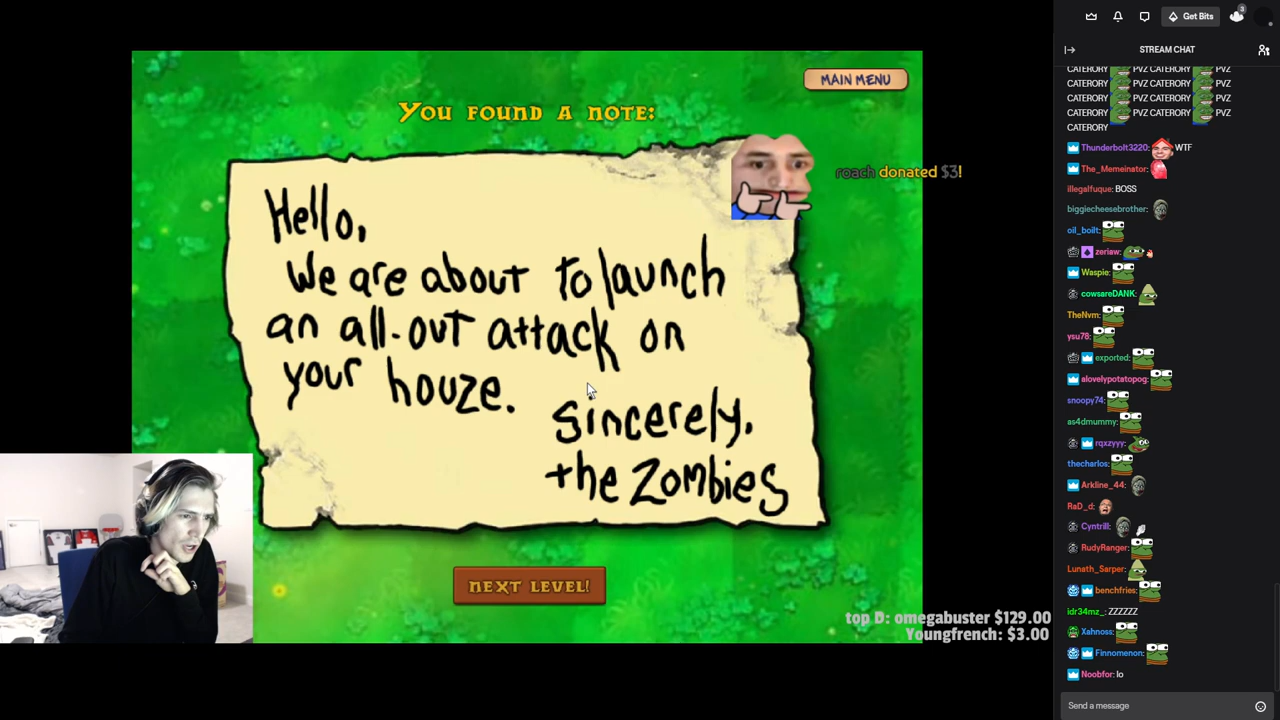 Get Bits
3
STREAM CHAT
MAIN MENU
You found a note:
Hello,
We are about to launch
an all-out attack on
your houze.
Sincerely,
the Zombies
NEXT LEVEL!
roach donated $3!
top D: omegabuster $129.00
Youngfrench: $3.00
CATERORY PVZ CATERORY PVZ
CATERORY PVZ CATERORY PVZ
CATERORY PVZ CATERORY PVZ
CATERORY PVZ CATERORY PVZ
CATERORY
Thunderbolt3220: WTF
The_Memeinator:
illegalfuque: BOSS
biggiecheesebrother:
oil_boilt:
zeriaw:
Waspie:
cowsareDANK:
TheNvm:
ysu78:
exported:
alovelypotatopog:
snoopy74:
as4dmummy:
rqxzyyy:
thecharlos:
Arkline_44:
RaD_d:
Cyntrill:
RudyRanger:
Lunath_Sarper:
benchfries:
idr34mz_: ZZZZZZ
Xahnoss:
Finnomenon:
Noobfor: lo
Send a message